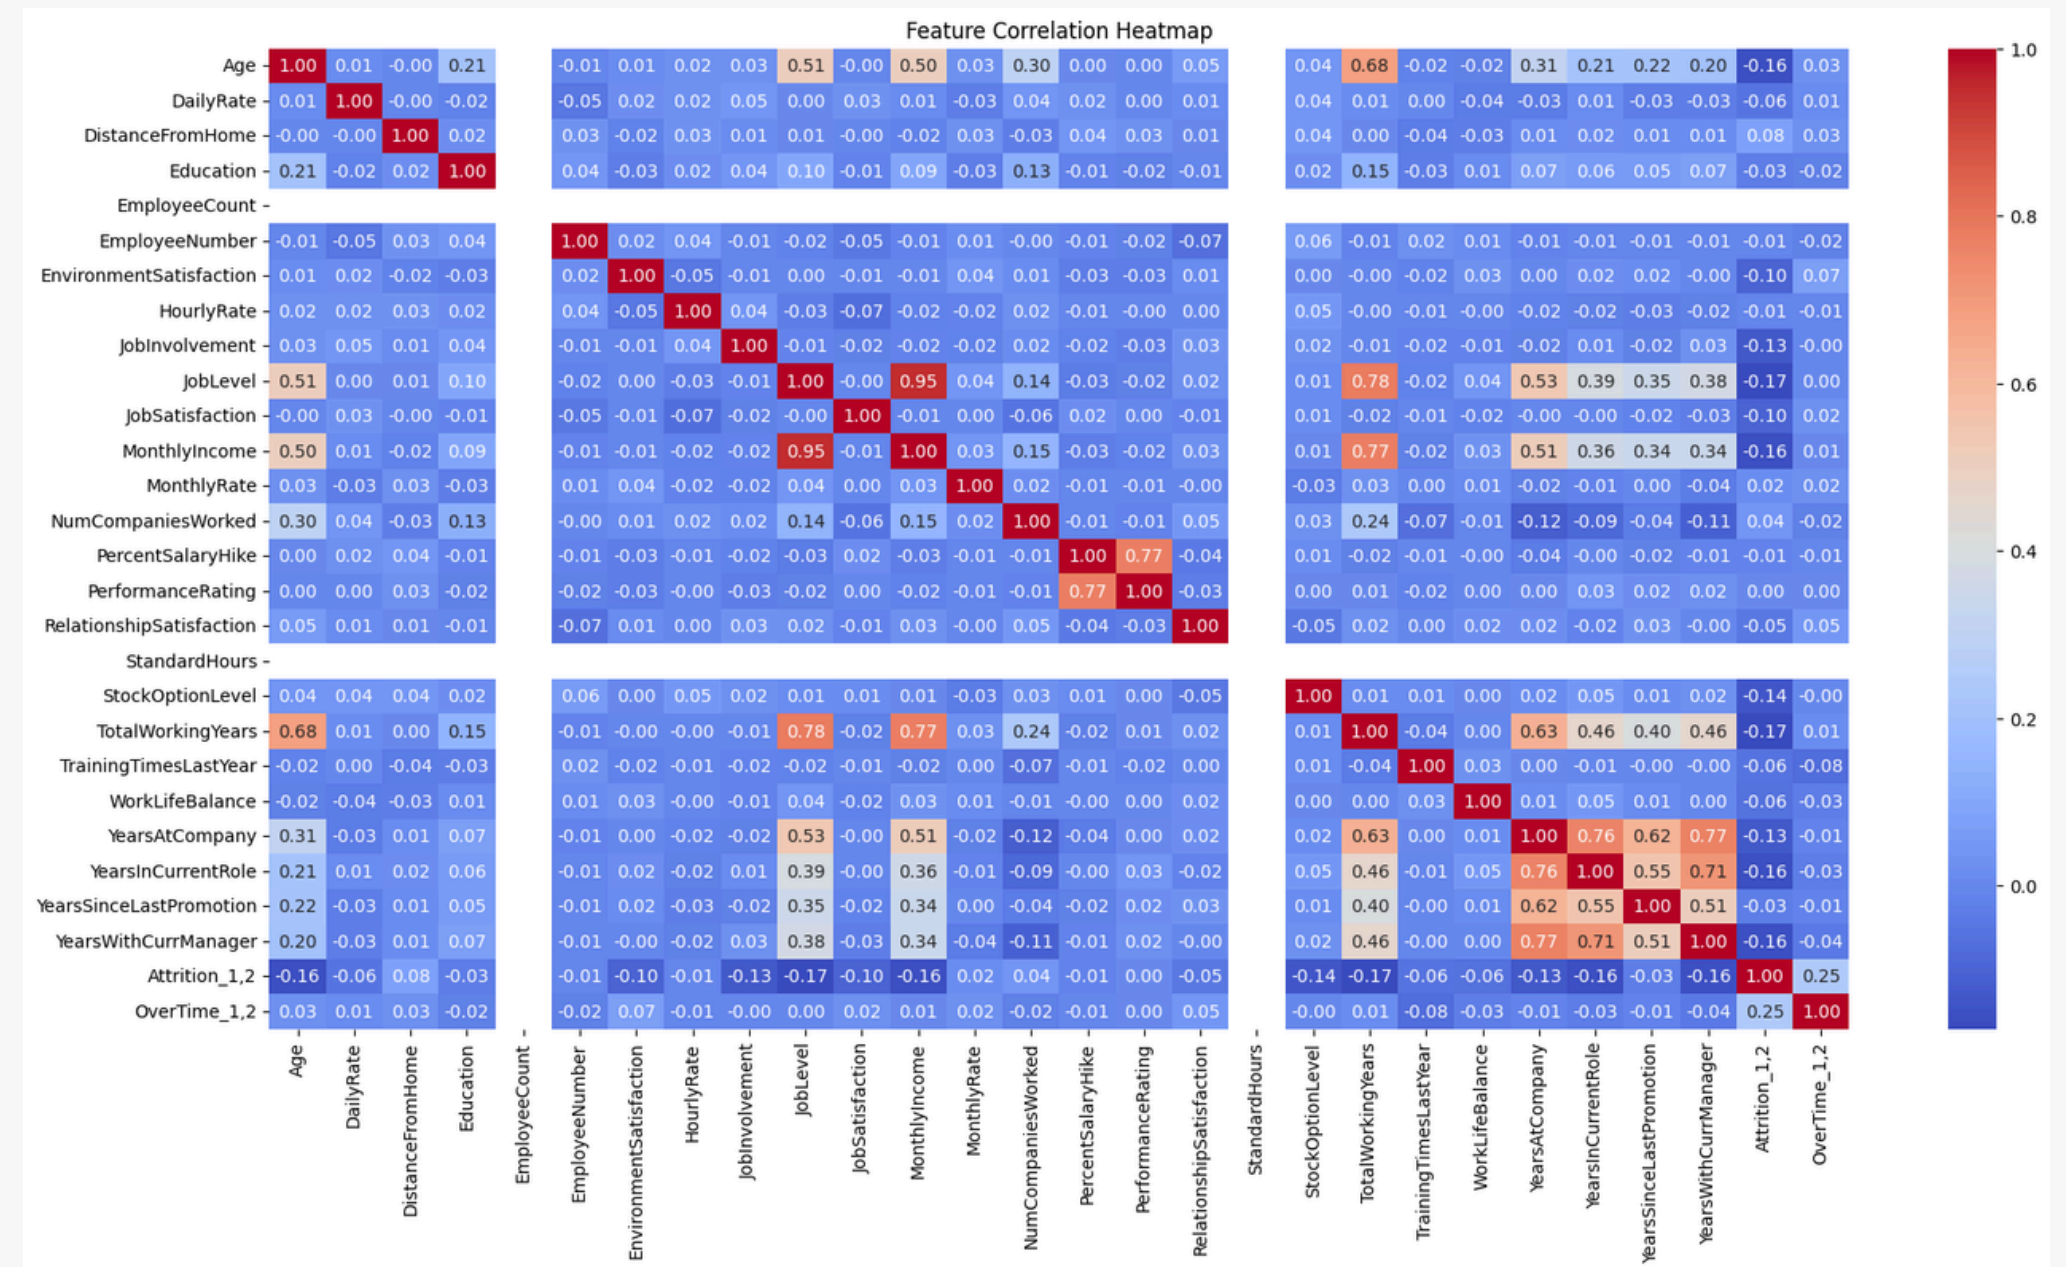 Feature Correlation Heatmap
Age 1.00 0.01 -0.00 0.21 -0.01 0.01 0.02 0.03 0.51 -0.00 0.50 0.03 0.30 0.00 0.00 0.05 0.04 0.68 -0.02 -0.02 0.31 0.21 0.22 0.20 -0.16 0.03
DailyRate 0.01 1.00 -0.00 -0.02 -0.05 0.02 0.02 0.05 0.00 0.03 0.01 -0.03 0.04 0.02 0.00 0.01 0.04 0.01 0.00 -0.04 -0.03 0.01 -0.03 -0.03 -0.06 0.01
DistanceFromHome -0.00 -0.00 1.00 0.02 0.03 -0.02 0.03 0.01 0.01 -0.00 -0.02 0.03 -0.03 0.04 0.03 0.01 0.04 0.00 -0.04 -0.03 0.01 0.02 0.01 0.01 0.08 0.03
Education 0.21 -0.02 0.02 1.00 0.04 -0.03 0.02 0.04 0.10 -0.01 0.09 -0.03 0.13 -0.01 -0.02 -0.01 0.02 0.15 -0.03 0.01 0.07 0.06 0.05 0.07 -0.03 -0.02
EmployeeCount
EmployeeNumber -0.01 -0.05 0.03 0.04 1.00 0.02 0.04 -0.01 -0.02 -0.05 -0.01 0.01 -0.00 -0.01 -0.02 -0.07 0.06 -0.01 0.02 0.01 -0.01 -0.01 -0.01 -0.01 -0.01 -0.02
EnvironmentSatisfaction 0.01 0.02 -0.02 -0.03 0.02 1.00 -0.05 -0.01 0.00 -0.01 -0.01 0.04 0.01 -0.03 -0.03 0.01 0.00 -0.00 -0.02 0.03 0.00 0.02 0.02 -0.00 -0.10 0.07
HourlyRate 0.02 0.02 0.03 0.02 0.04 -0.05 1.00 0.04 -0.03 -0.07 -0.02 -0.02 0.02 -0.01 -0.00 0.00 0.05 -0.00 -0.01 -0.00 -0.02 -0.02 -0.03 -0.02 -0.01 -0.01
JobInvolvement 0.03 0.05 0.01 0.04 -0.01 -0.01 0.04 1.00 -0.01 -0.02 -0.02 -0.02 0.02 -0.02 -0.03 0.03 0.02 -0.01 -0.02 -0.01 -0.02 0.01 -0.02 0.03 -0.13 -0.00
JobLevel 0.51 0.00 0.01 0.10 -0.02 0.00 -0.03 -0.01 1.00 -0.00 0.95 0.04 0.14 -0.03 -0.02 0.02 0.01 0.78 -0.02 0.04 0.53 0.39 0.35 0.38 -0.17 0.00
JobSatisfaction -0.00 0.03 -0.00 -0.01 -0.05 -0.01 -0.07 -0.02 -0.00 1.00 -0.01 0.00 -0.06 0.02 0.00 -0.01 0.01 -0.02 -0.01 -0.02 -0.00 -0.00 -0.02 -0.03 -0.10 0.02
MonthlyIncome 0.50 0.01 -0.02 0.09 -0.01 -0.01 -0.02 -0.02 0.95 -0.01 1.00 0.03 0.15 -0.03 -0.02 0.03 0.01 0.77 -0.02 0.03 0.51 0.36 0.34 0.34 -0.16 0.01
MonthlyRate 0.03 -0.03 0.03 -0.03 0.01 0.04 -0.02 -0.02 0.04 0.00 0.03 1.00 0.02 -0.01 -0.01 -0.00 -0.03 0.03 0.00 0.01 -0.02 -0.01 0.00 -0.04 0.02 0.02
NumCompaniesWorked 0.30 0.04 -0.03 0.13 -0.00 0.01 0.02 0.02 0.14 -0.06 0.15 0.02 1.00 -0.01 -0.01 0.05 0.03 0.24 -0.07 -0.01 -0.12 -0.09 -0.04 -0.11 0.04 -0.02
PercentSalaryHike 0.00 0.02 0.04 -0.01 -0.01 -0.03 -0.01 -0.02 -0.03 0.02 -0.03 -0.01 -0.01 1.00 0.77 -0.04 0.01 -0.02 -0.01 -0.00 -0.04 -0.00 -0.02 -0.01 -0.01 -0.01
PerformanceRating 0.00 0.00 0.03 -0.02 -0.02 -0.03 -0.00 -0.03 -0.02 0.00 -0.02 -0.01 -0.01 0.77 1.00 -0.03 0.00 0.01 -0.02 0.00 0.00 0.03 0.02 0.02 0.00 0.00
RelationshipSatisfaction 0.05 0.01 0.01 -0.01 -0.07 0.01 0.00 0.03 0.02 -0.01 0.03 -0.00 0.05 -0.04 -0.03 1.00 -0.05 0.02 0.00 0.02 0.02 -0.02 0.03 -0.00 -0.05 0.05
StandardHours
StockOptionLevel 0.04 0.04 0.04 0.02 0.06 0.00 0.05 0.02 0.01 0.01 0.01 -0.03 0.03 0.01 0.00 -0.05 1.00 0.01 0.01 0.00 0.02 0.05 0.01 0.02 -0.14 -0.00
TotalWorkingYears 0.68 0.01 0.00 0.15 -0.01 -0.00 -0.00 -0.01 0.78 -0.02 0.77 0.03 0.24 -0.02 0.01 0.02 0.01 1.00 -0.04 0.00 0.63 0.46 0.40 0.46 -0.17 0.01
TrainingTimesLastYear -0.02 0.00 -0.04 -0.03 0.02 -0.02 -0.01 -0.02 -0.02 -0.01 -0.02 0.00 -0.07 -0.01 -0.02 0.00 0.01 -0.04 1.00 0.03 0.00 -0.01 -0.00 -0.00 -0.06 -0.08
WorkLifeBalance -0.02 -0.04 -0.03 0.01 0.01 0.03 -0.00 -0.01 0.04 -0.02 0.03 0.01 -0.01 -0.00 0.00 0.02 0.00 0.00 0.03 1.00 0.01 0.05 0.01 0.00 -0.06 -0.03
YearsAtCompany 0.31 -0.03 0.01 0.07 -0.01 0.00 -0.02 -0.02 0.53 -0.00 0.51 -0.02 -0.12 -0.04 0.00 0.02 0.02 0.63 0.00 0.01 1.00 0.76 0.62 0.77 -0.13 -0.01
YearsInCurrentRole 0.21 0.01 0.02 0.06 -0.01 0.02 -0.02 0.01 0.39 -0.00 0.36 -0.01 -0.09 -0.00 0.03 -0.02 0.05 0.46 -0.01 0.05 0.76 1.00 0.55 0.71 -0.16 -0.03
YearsSinceLastPromotion 0.22 -0.03 0.01 0.05 -0.01 0.02 -0.03 -0.02 0.35 -0.02 0.34 0.00 -0.04 -0.02 0.02 0.03 0.01 0.40 -0.00 0.01 0.62 0.55 1.00 0.51 -0.03 -0.01
YearsWithCurrManager 0.20 -0.03 0.01 0.07 -0.01 -0.00 -0.02 0.03 0.38 -0.03 0.34 -0.04 -0.11 -0.01 0.02 -0.00 0.02 0.46 -0.00 0.00 0.77 0.71 0.51 1.00 -0.16 -0.04
Attrition_1,2 -0.16 -0.06 0.08 -0.03 -0.01 -0.10 -0.01 -0.13 -0.17 -0.10 -0.16 0.02 0.04 -0.01 0.00 -0.05 -0.14 -0.17 -0.06 -0.06 -0.13 -0.16 -0.03 -0.16 1.00 0.25
OverTime_1,2 0.03 0.01 0.03 -0.02 -0.02 0.07 -0.01 -0.00 0.00 0.02 0.01 0.02 -0.02 -0.01 0.00 0.05 -0.00 0.01 -0.08 -0.03 -0.01 -0.03 -0.01 -0.04 0.25 1.00
Age
DailyRate
DistanceFromHome
Education
EmployeeCount
EmployeeNumber
EnvironmentSatisfaction
HourlyRate
JobInvolvement
JobLevel
JobSatisfaction
MonthlyIncome
MonthlyRate
NumCompaniesWorked
PercentSalaryHike
PerformanceRating
RelationshipSatisfaction
StandardHours
StockOptionLevel
TotalWorkingYears
TrainingTimesLastYear
WorkLifeBalance
YearsAtCompany
YearsInCurrentRole
YearsSinceLastPromotion
YearsWithCurrManager
Attrition_1,2
OverTime_1,2
1.0
0.8
0.6
0.4
0.2
0.0